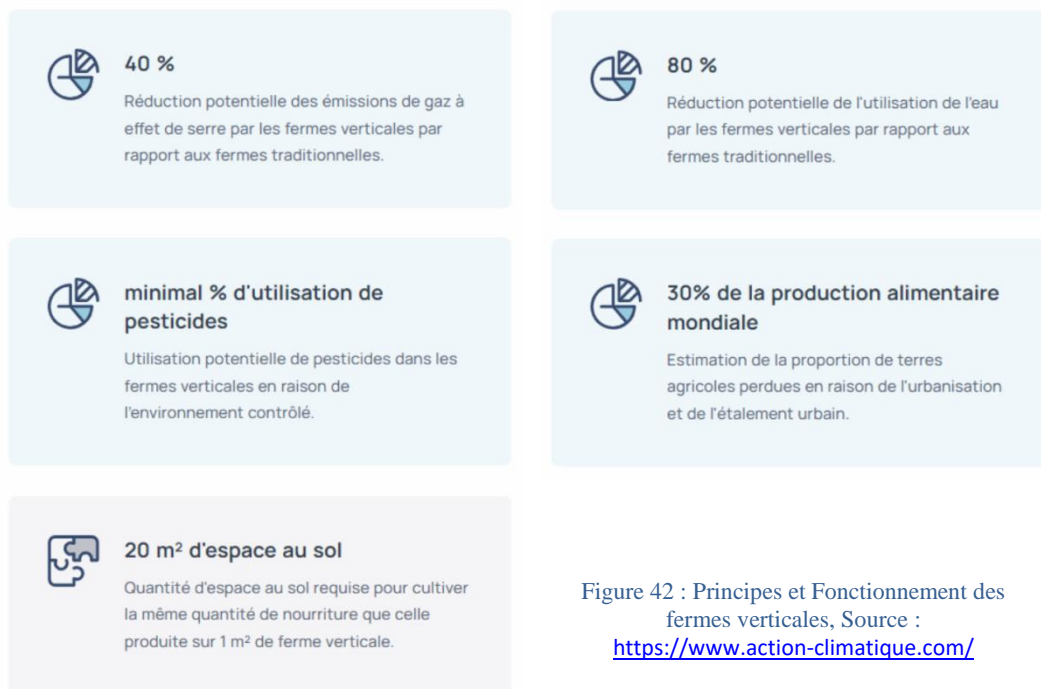 40 %
Réduction potentielle des émissions de gaz à
effet de serre par les fermes verticales par
rapport aux fermes traditionnelles.
80 %
Réduction potentielle de l'utilisation de l'eau
par les fermes verticales par rapport aux
fermes traditionnelles.
minimal % d'utilisation de
pesticides
Utilisation potentielle de pesticides dans les
fermes verticales en raison de
l'environnement contrôlé.
30% de la production alimentaire
mondiale
Estimation de la proportion de terres
agricoles perdues en raison de l'urbanisation
et de l'étalement urbain.
20 m² d'espace au sol
Quantité d'espace au sol requise pour cultiver
la même quantité de nourriture que celle
produite sur 1 m² de ferme verticale.
Figure 42 : Principes et Fonctionnement des
fermes verticales, Source :
https://www.action-climatique.com/